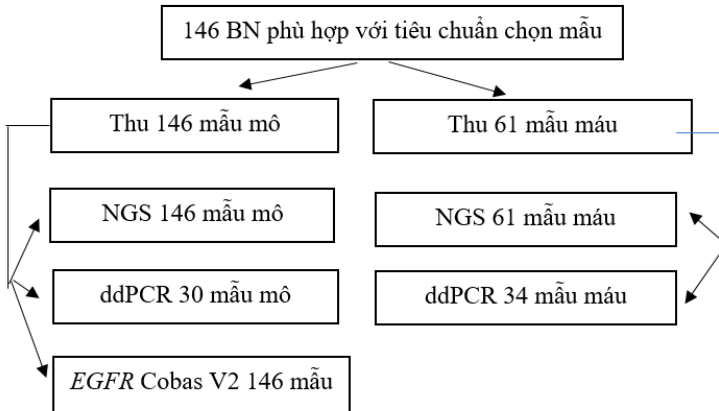 146 BN phù hợp với tiêu chuẩn chọn mẫu
Thu 146 mẫu mô
Thu 61 mẫu máu
NGS 146 mẫu mô
NGS 61 mẫu máu
ddPCR 30 mẫu mô
ddPCR 34 mẫu máu
EGFR Cobas V2 146 mẫu